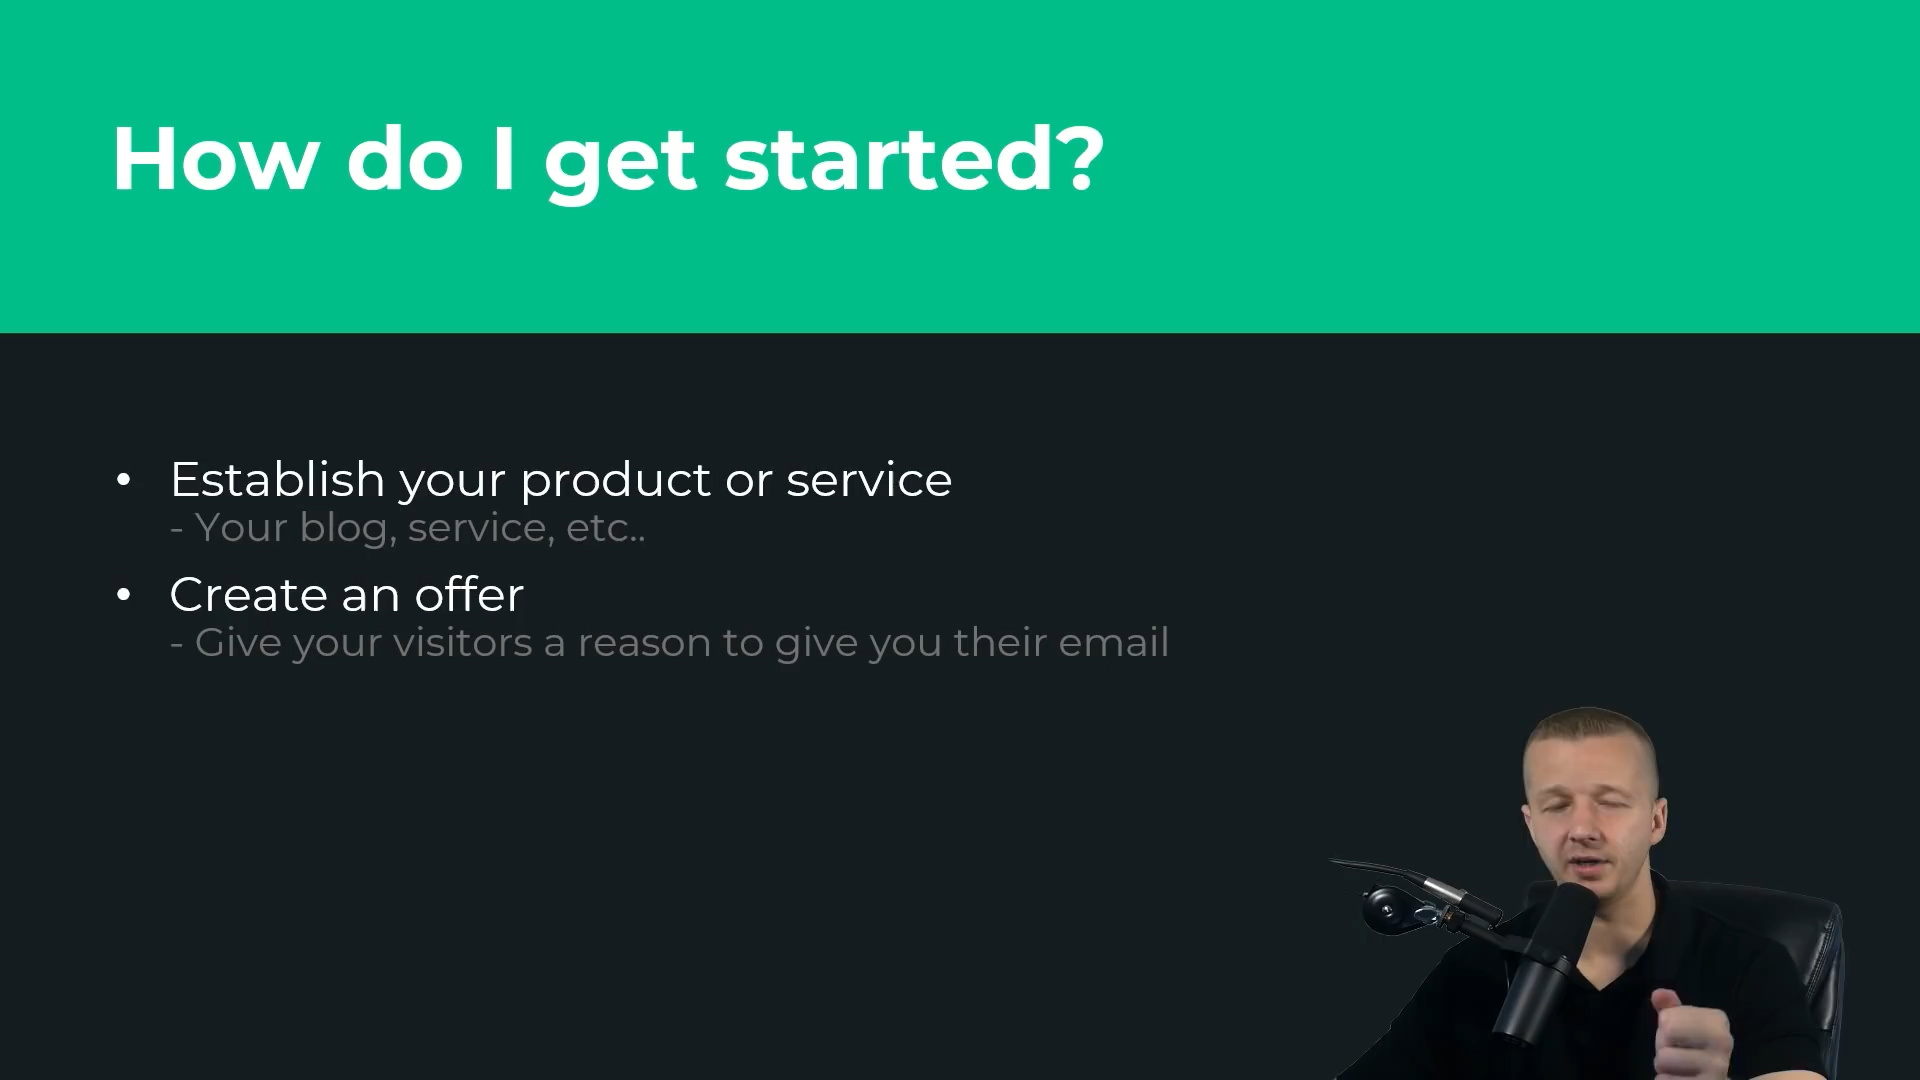 How do I get started?
• Establish your product or service
- Your blog, service, etc..
• Create an offer
- Give your visitors a reason to give you their email